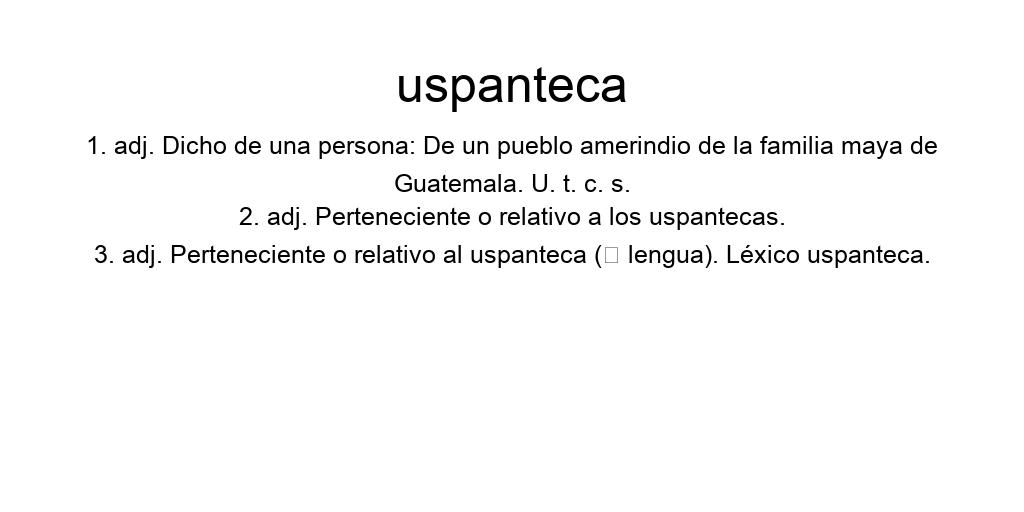 uspanteca
1. adj. Dicho de una persona: De un pueblo amerindio de la familia maya de
Guatemala. U. t. c. s.
2. adj. Perteneciente o relativo a los uspantecas.
3. adj. Perteneciente o relativo al uspanteca (□ lengua). Léxico uspanteca.